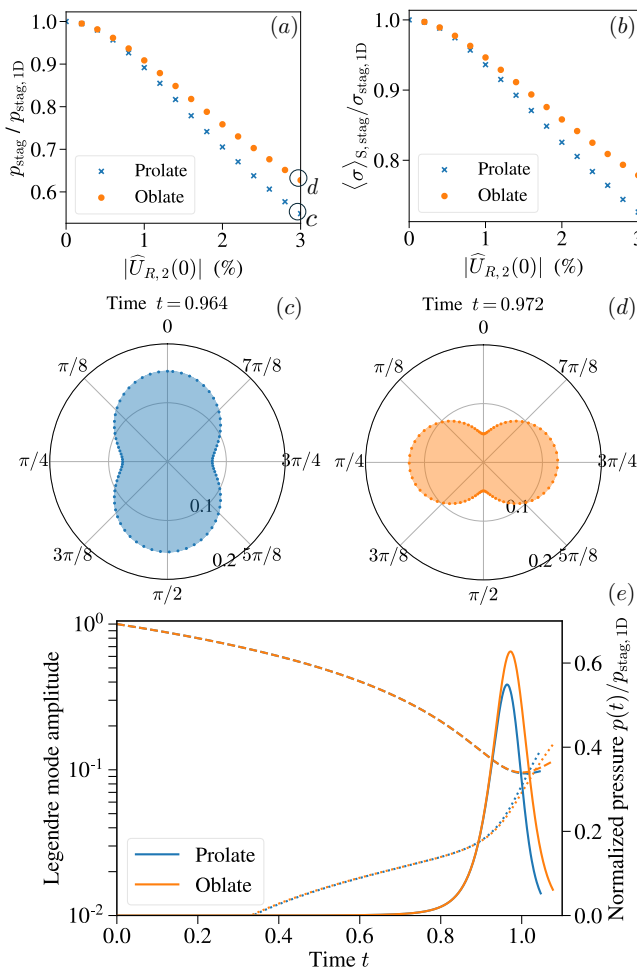 (a)
p_stag / p_stag, 1D
1.0
0.9
0.8
0.7
0.6
Prolate
Oblate
d
c
0 1 2 3
|Û_R, 2(0)| (%)
(b)
⟨σ⟩_S, stag/σ_stag, 1D
1.0
0.9
0.8
Prolate
Oblate
0 1 2 3
|Û_R, 2(0)| (%)
Time t = 0.964 (c)
0
π/8 7π/8
π/4 3π/4
0.1
3π/8 0.2 5π/8
π/2
Time t = 0.972 (d)
0
π/8 7π/8
π/4 3π/4
0.1
3π/8 0.2 5π/8
π/2
(e)
Legendre mode amplitude
10^0
10^-1
10^-2
Prolate
Oblate
0.0 0.2 0.4 0.6 0.8 1.0
Time t
0.6
0.4
0.2
0.0
Normalized pressure p(t)/p_stag, 1D